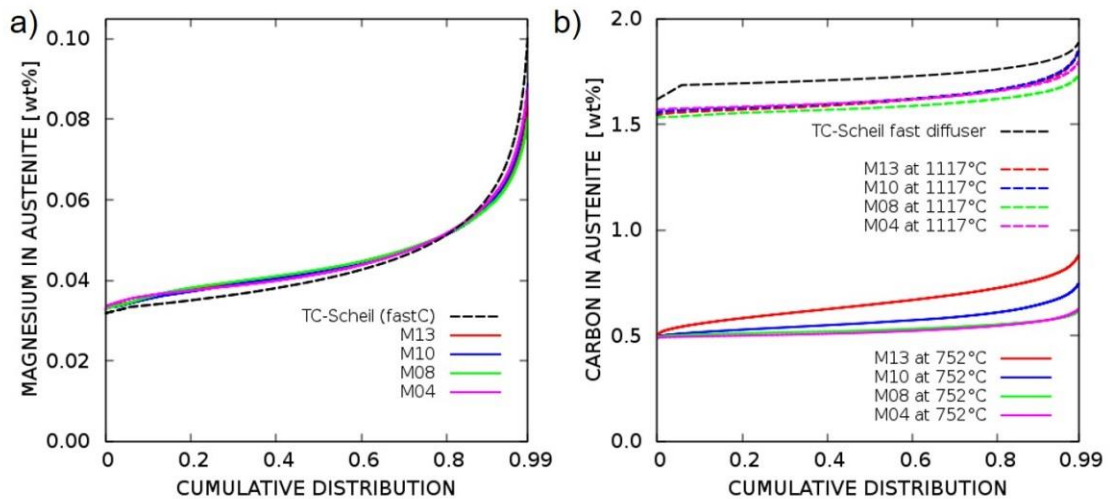 a)
MAGNESIUM IN AUSTENITE [wt%]
0.10
0.08
0.06
0.04
0.02
0.00
TC-Scheil (fastC)
M13
M10
M08
M04
0
0.2
0.4
0.6
0.8
0.99
CUMULATIVE DISTRIBUTION
b)
CARBON IN AUSTENITE [wt%]
2.0
1.5
1.0
0.5
0.0
TC-Scheil fast diffuser
M13 at 1117°C
M10 at 1117°C
M08 at 1117°C
M04 at 1117°C
M13 at 752°C
M10 at 752°C
M08 at 752°C
M04 at 752°C
0
0.2
0.4
0.6
0.8
0.99
CUMULATIVE DISTRIBUTION